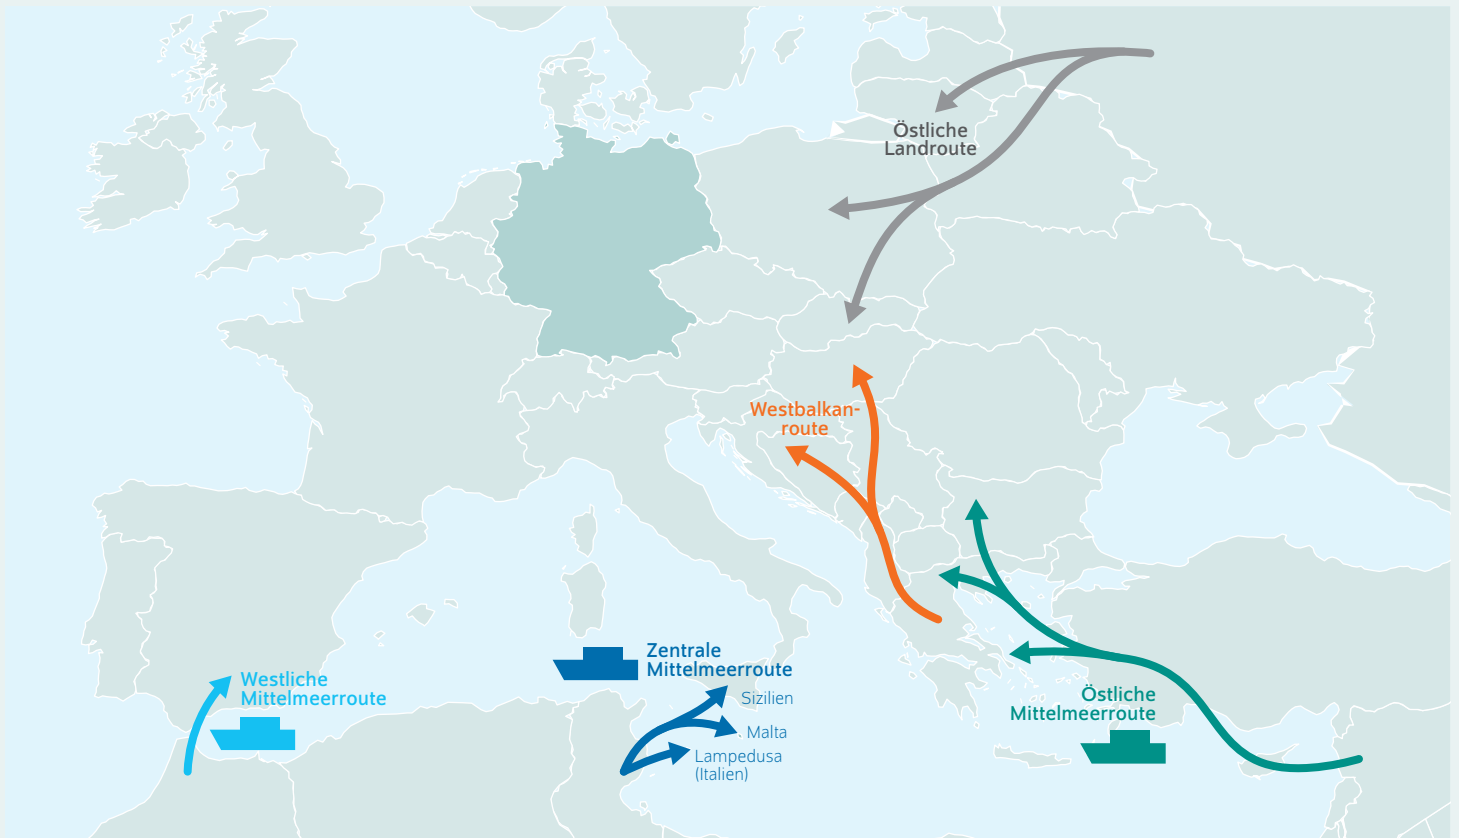 Östliche
Landroute
Westbalkan-
route
Zentrale
Mittelmeerroute
Sizilien
Malta
Lampedusa
(Italien)
Westliche
Mittelmeerroute
Östliche
Mittelmeerroute